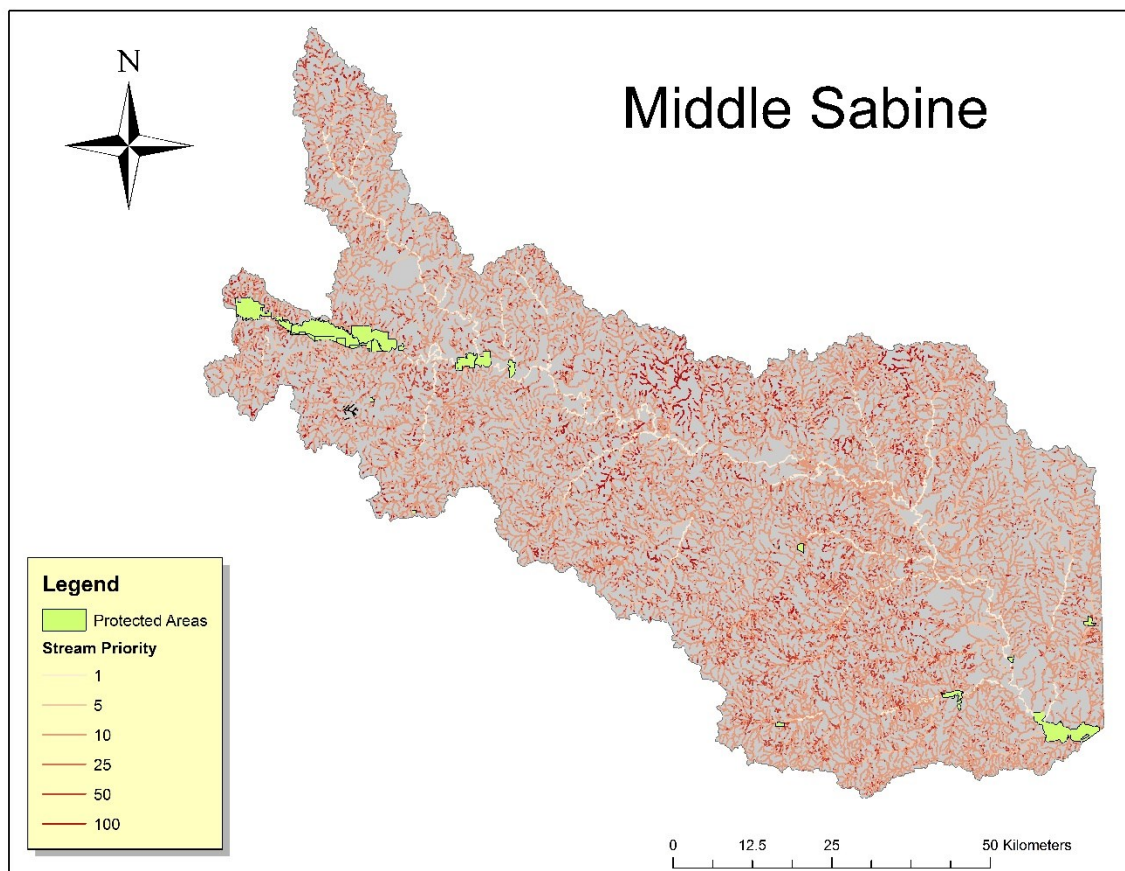 N
Middle Sabine
Legend
Protected Areas
Stream Priority
1
5
10
25
50
100
0 12.5 25 50 Kilometers